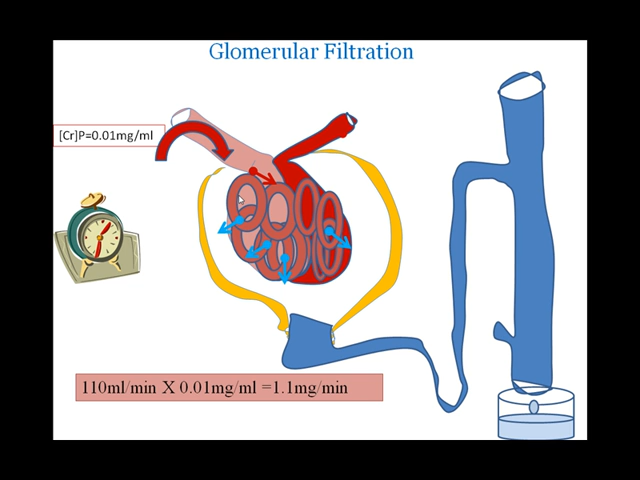 Glomerular Filtration
[Cr]P=0.01mg/ml
110ml/min X 0.01mg/ml =1.1mg/min